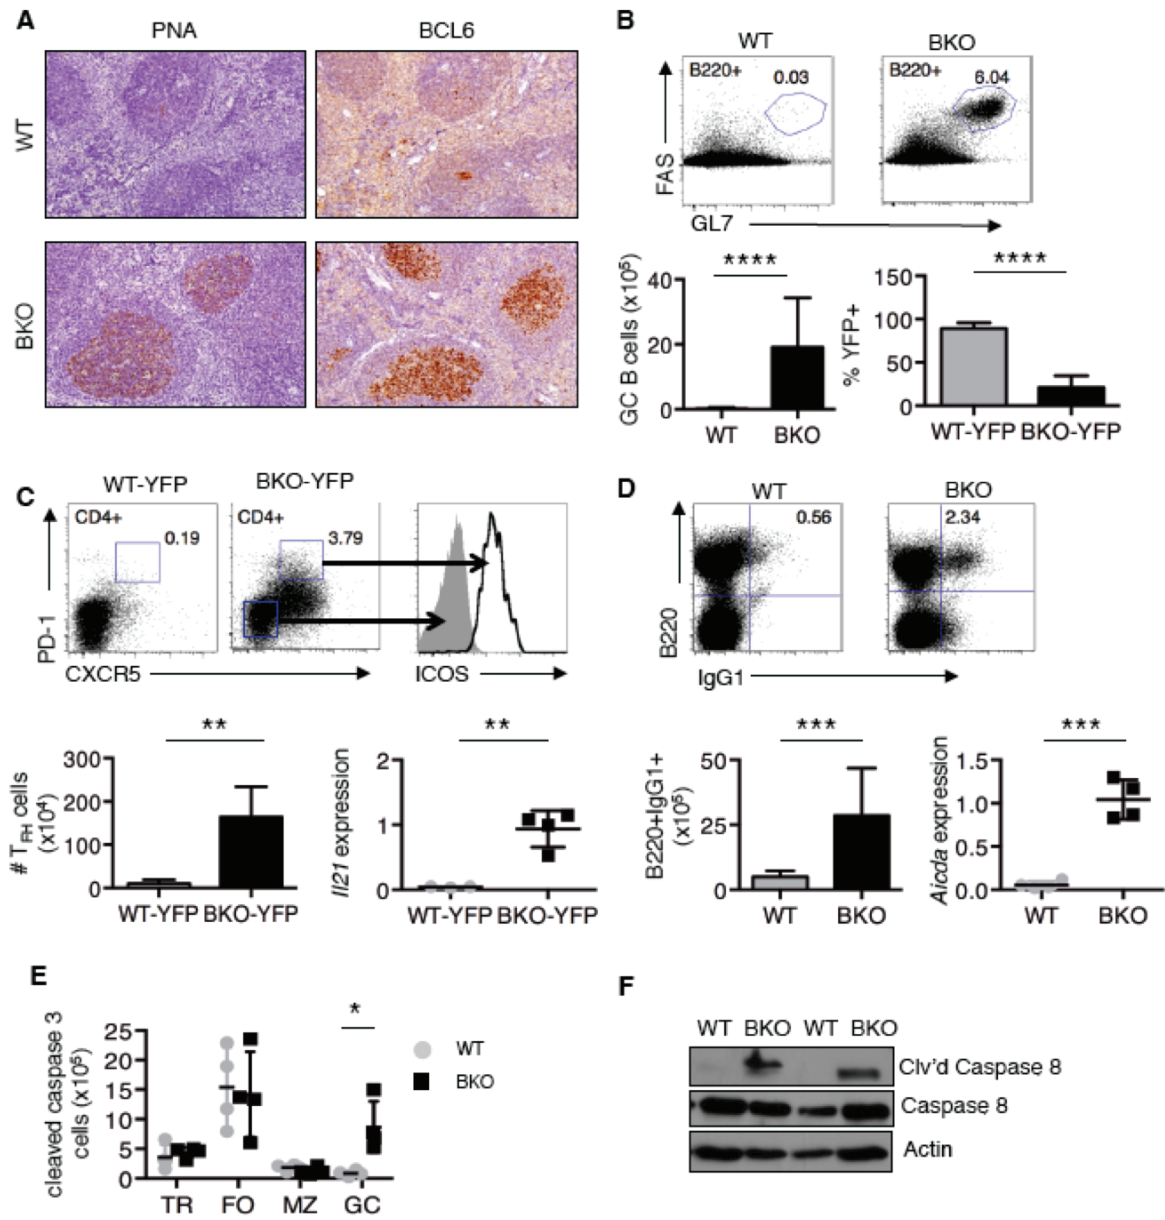 A
PNA
BCL6
WT
BKO
B
WT
BKO
B220+
0.03
B220+
6.04
FAS
GL7
****
GC B cells (x10⁵)
40
20
0
WT
BKO
****
% YFP+
150
100
50
0
WT-YFP
BKO-YFP
C
WT-YFP
BKO-YFP
CD4+
0.19
CD4+
3.79
PD-1
CXCR5
ICOS
**
# T_FH cells
(x10⁴)
300
200
100
0
WT-YFP
BKO-YFP
**
Il21 expression
2
1
0
WT-YFP
BKO-YFP
D
WT
BKO
0.56
2.34
B220
IgG1
***
B220+IgG1+
(x10⁵)
50
25
0
WT
BKO
***
Aicda expression
1.5
1.0
0.5
0.0
WT
BKO
E
cleaved caspase 3
cells (x10⁵)
25
20
15
10
5
0
*
TR
FO
MZ
GC
WT
BKO
F
WT BKO WT BKO
Clv'd Caspase 8
Caspase 8
Actin